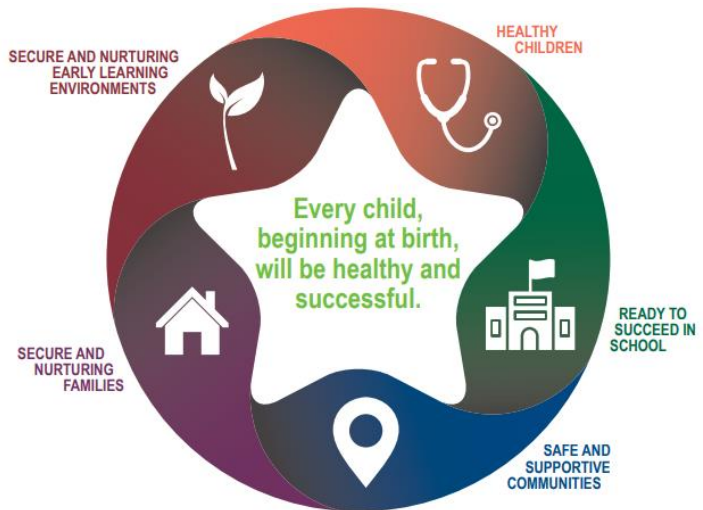 HEALTHY
CHILDREN
SECURE AND NURTURING
EARLY LEARNING
ENVIRONMENTS
Every child,
beginning at birth,
will be healthy and
successful.
READY TO
SUCCEED IN
SCHOOL
SECURE AND
NURTURING
FAMILIES
SAFE AND
SUPPORTIVE
COMMUNITIES